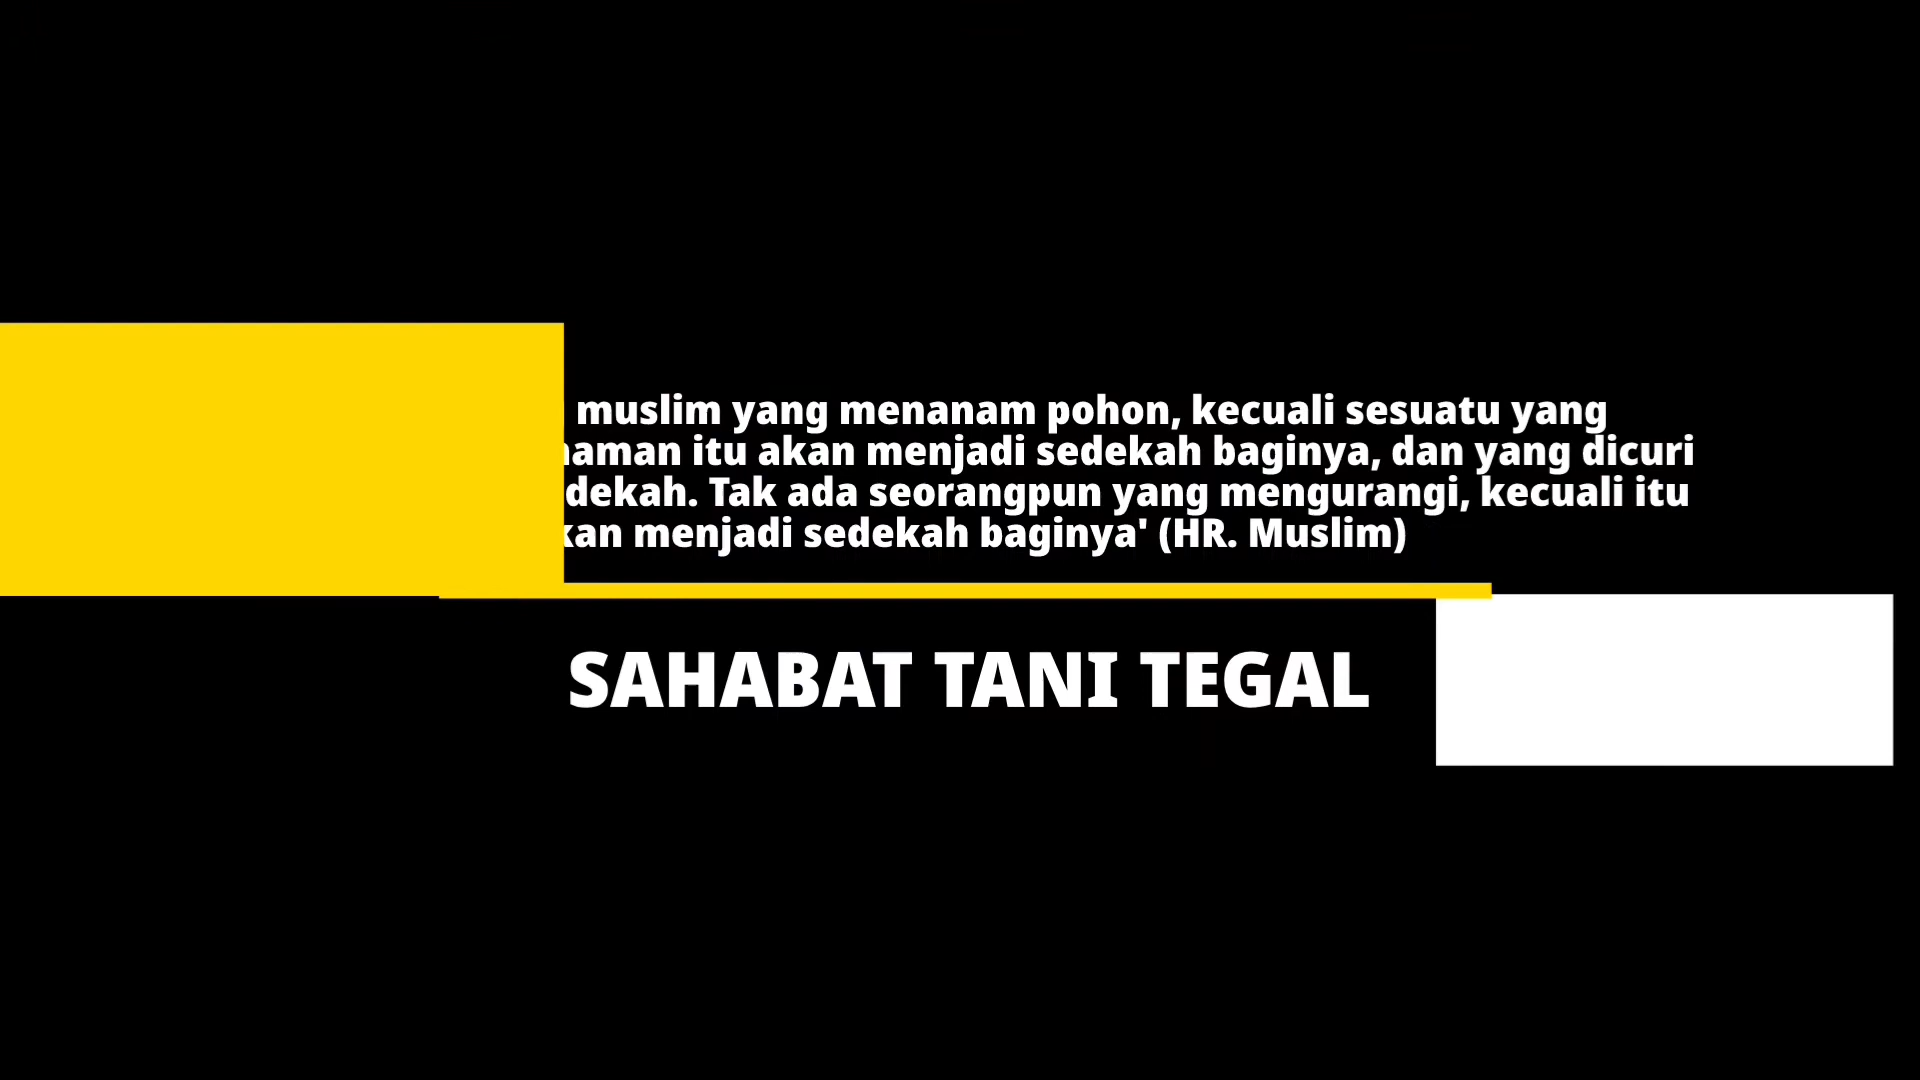 muslim yang menanam pohon, kecuali sesuatu yang
itu akan menjadi sedekah baginya, dan yang dicuri
Tak ada seorangpun yang mengurangi, kecuali itu
menjadi sedekah baginya' (HR. Muslim)
SAHABAT TANI TEGAL